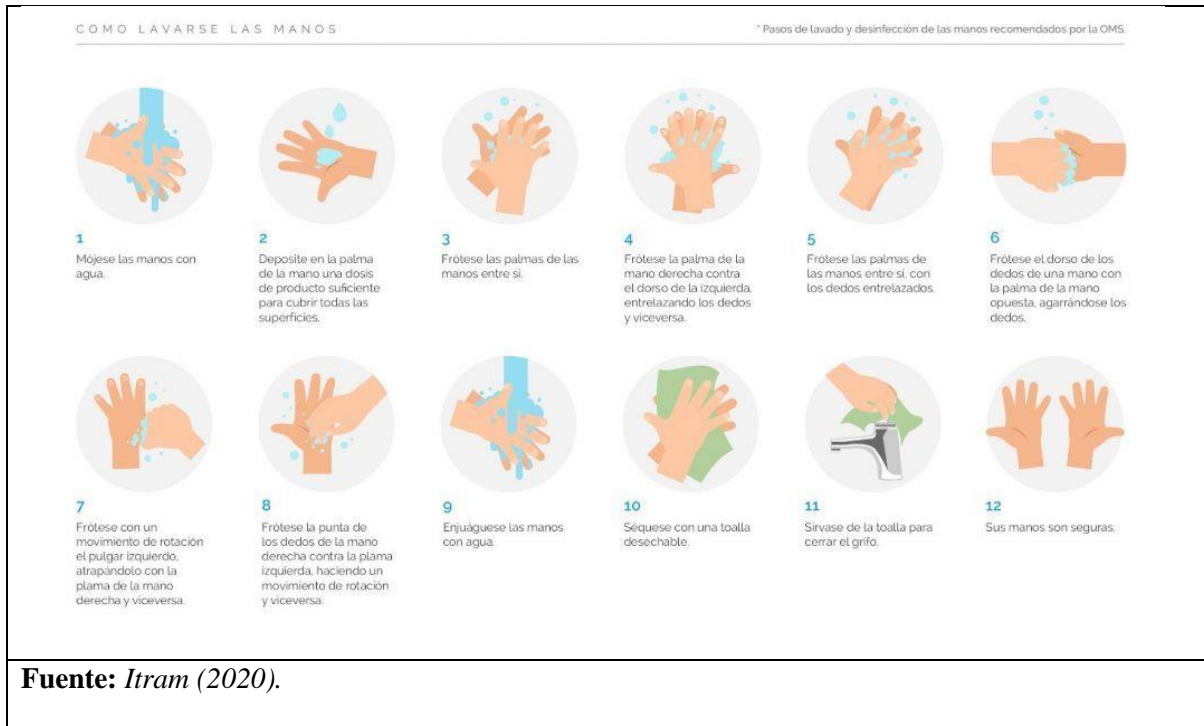 COMO LAVARSE LAS MANOS
* Pasos de lavado y desinfección de las manos recomendados por la OMS.
1
Mójese las manos con
agua.
2
Deposite en la palma
de la mano una dosis
de producto suficiente
para cubrir todas las
superficies.
3
Frótese las palmas de las
manos entre sí.
4
Frótese la palma de la
mano derecha contra
el dorso de la izquierda,
entrelazando los dedos
y viceversa.
5
Frótese las palmas de
las manos entre sí, con
los dedos entrelazados.
6
Frótese el dorso de los
dedos de una mano con
la palma de la mano
opuesta, agarrándose los
dedos.
7
Frótese con un
movimiento de rotación
el pulgar izquierdo,
atrapándolo con la
plama de la mano
derecha y viceversa.
8
Frótese la punta de
los dedos de la mano
derecha contra la plama
izquierda, haciendo un
movimiento de rotación
y viceversa.
9
Enjuáguese las manos
con agua.
10
Séquese con una toalla
desechable.
11
Sírvase de la toalla para
cerrar el grifo.
12
Sus manos son seguras.
Fuente: Itram (2020).